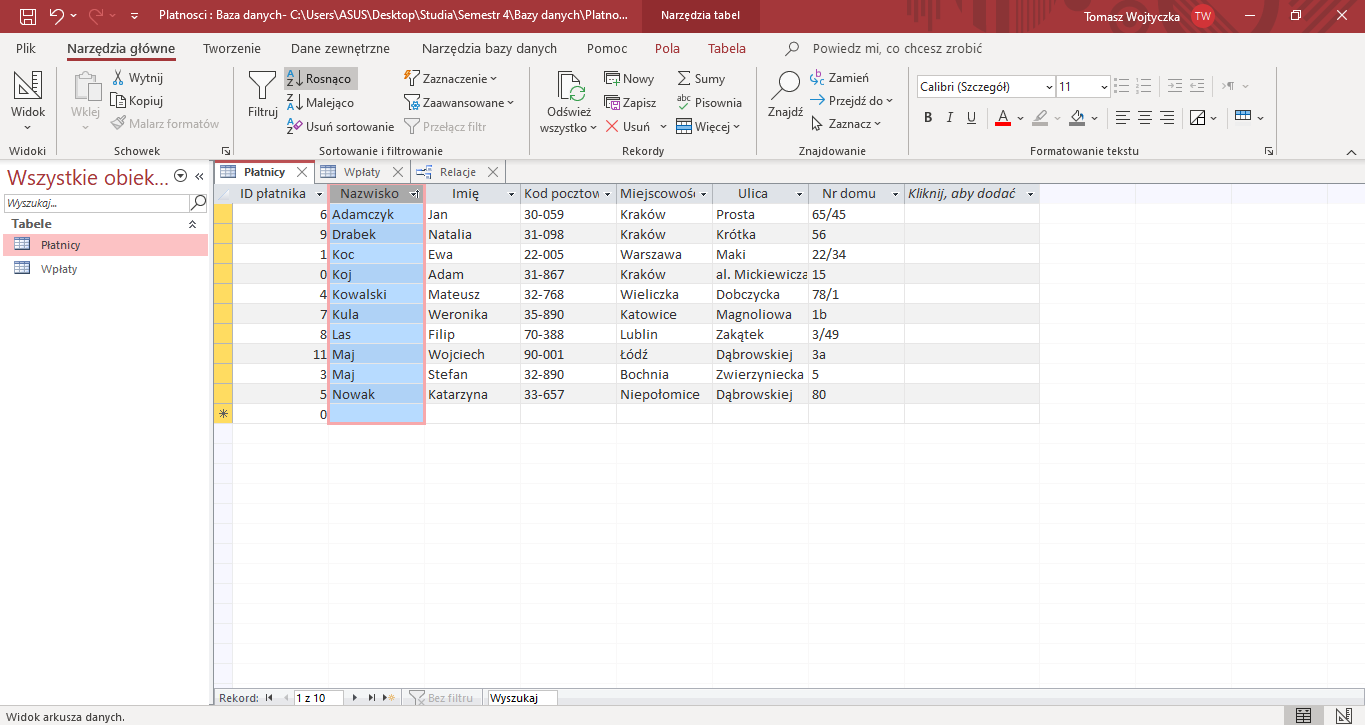 Platnosci : Baza danych- C:\Users\ASUS\Desktop\Studia\Semestr 4\Bazy danych\Platno... Narzędzia tabel Tomasz Wojtyczka TW
Plik Narzędzia główne Tworzenie Dane zewnętrzne Narzędzia bazy danych Pomoc Pola Tabela Powiedz mi, co chcesz zrobić
Widok
Wklej
Wytnij
Kopiuj
Malarz formatów
Filtruj
Rosnąco
Malejąco
Usuń sortowanie
Zaznaczenie
Zaawansowane
Przełącz filtr
Odśwież
wszystko
Nowy
Zapisz
Usuń
Sumy
Pisownia
Więcej
Znajdź
Zamień
Przejdź do
Zaznacz
Calibri (Szczegół) 11
B I U A
Widoki Schowek Sortowanie i filtrowanie Rekordy Znajdowanie Formatowanie tekstu
Wszystkie obiek...
Wyszukaj...
Tabele
Płatnicy
Wpłaty
Płatnicy Wpłaty Relacje
ID płatnika Nazwisko Imię Kod pocztow Miejscowość Ulica Nr domu Kliknij, aby dodać
6 Adamczyk Jan 30-059 Kraków Prosta 65/45
9 Drabek Natalia 31-098 Kraków Krótka 56
1 Koc Ewa 22-005 Warszawa Maki 22/34
0 Koj Adam 31-867 Kraków al. Mickiewicza 15
4 Kowalski Mateusz 32-768 Wieliczka Dobczycka 78/1
7 Kula Weronika 35-890 Katowice Magnoliowa 1b
8 Las Filip 70-388 Lublin Zakątek 3/49
11 Maj Wojciech 90-001 Łódź Dąbrowskiej 3a
3 Maj Stefan 32-890 Bochnia Zwierzyniecka 5
5 Nowak Katarzyna 33-657 Niepołomice Dąbrowskiej 80
0
Rekord: 1 z 10 Bez filtru Wyszukaj
Widok arkusza danych.